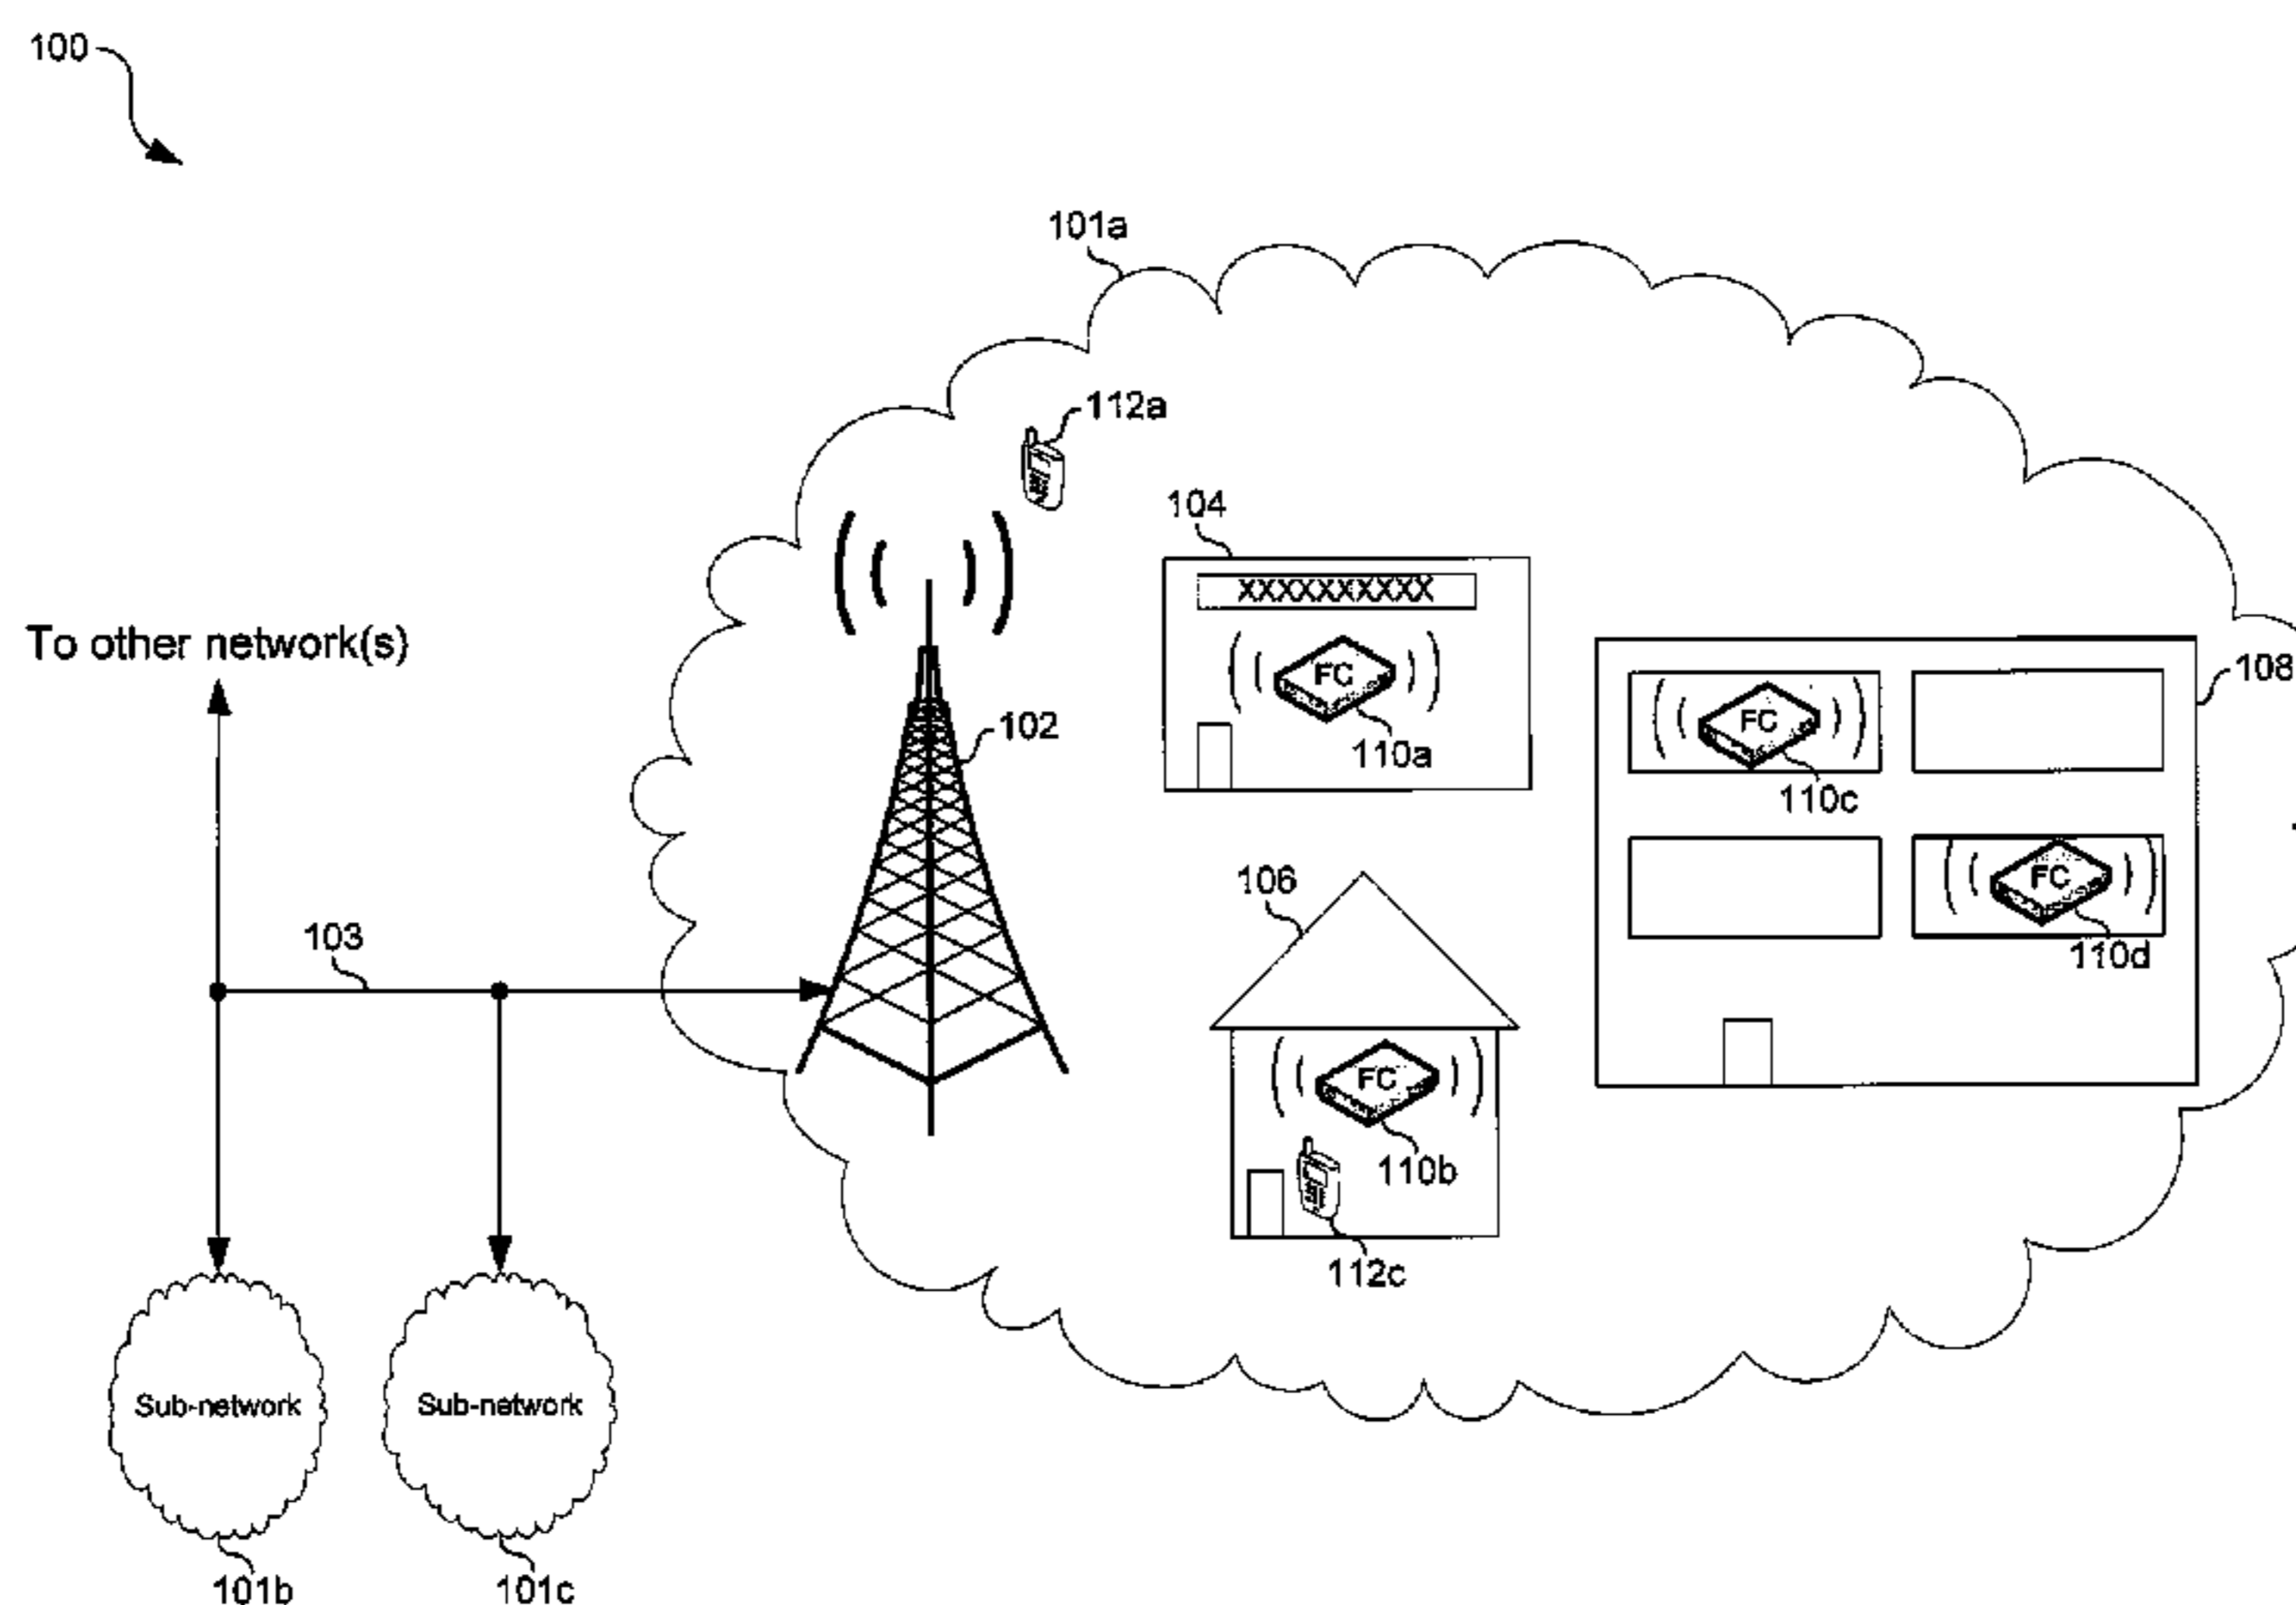 100
101a
112a
104
XXXXXXXXXX
To other network(s)
FC
108
102
FC
110a
110c
106
FC
103
110d
FC
110b
112c
Sub-network
Sub-network
101b
101c